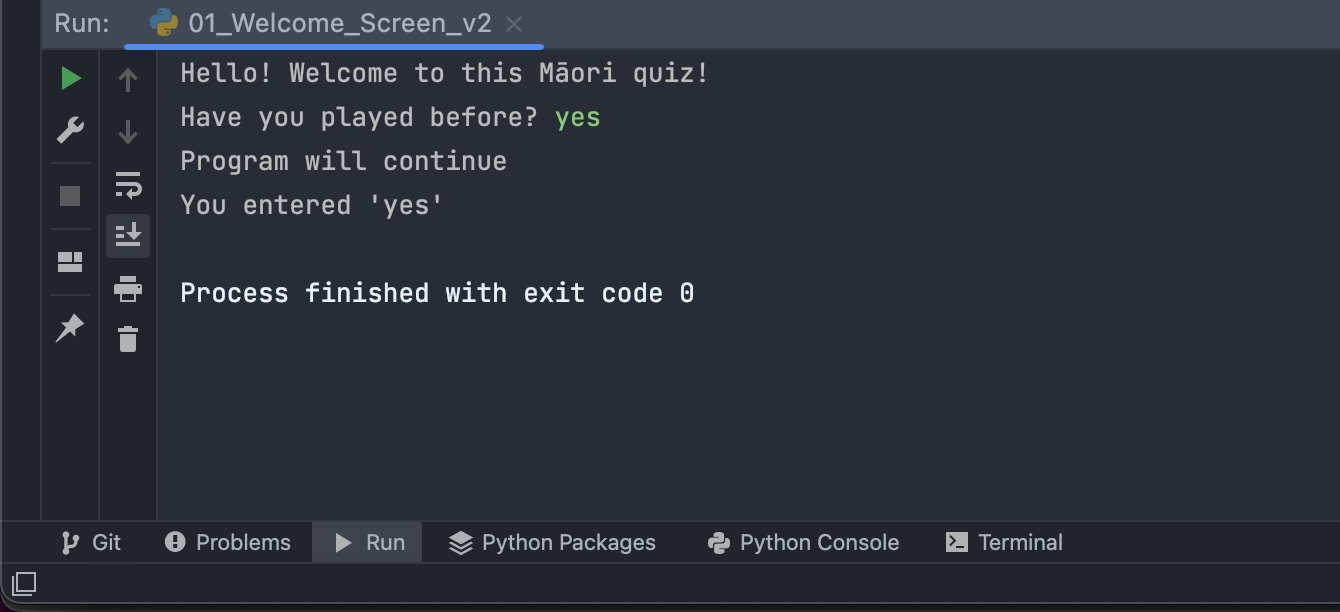 Run: 01_Welcome_Screen_v2
Hello! Welcome to this Māori quiz!
Have you played before? yes
Program will continue
You entered 'yes'
Process finished with exit code 0
Git Problems Run Python Packages Python Console Terminal